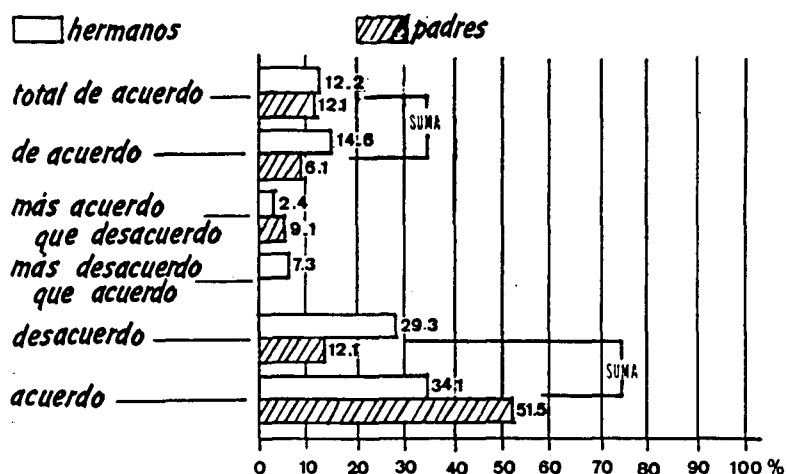 hermanos
padres
total de acuerdo
12.2
12.1
SUMA
de acuerdo
14.6
6.1
más acuerdo
que desacuerdo
2.4
9.1
más desacuerdo
que acuerdo
7.3
desacuerdo
29.3
12.1
SUMA
acuerdo
34.1
51.5
0 10 20 30 40 50 60 70 80 90 100 %